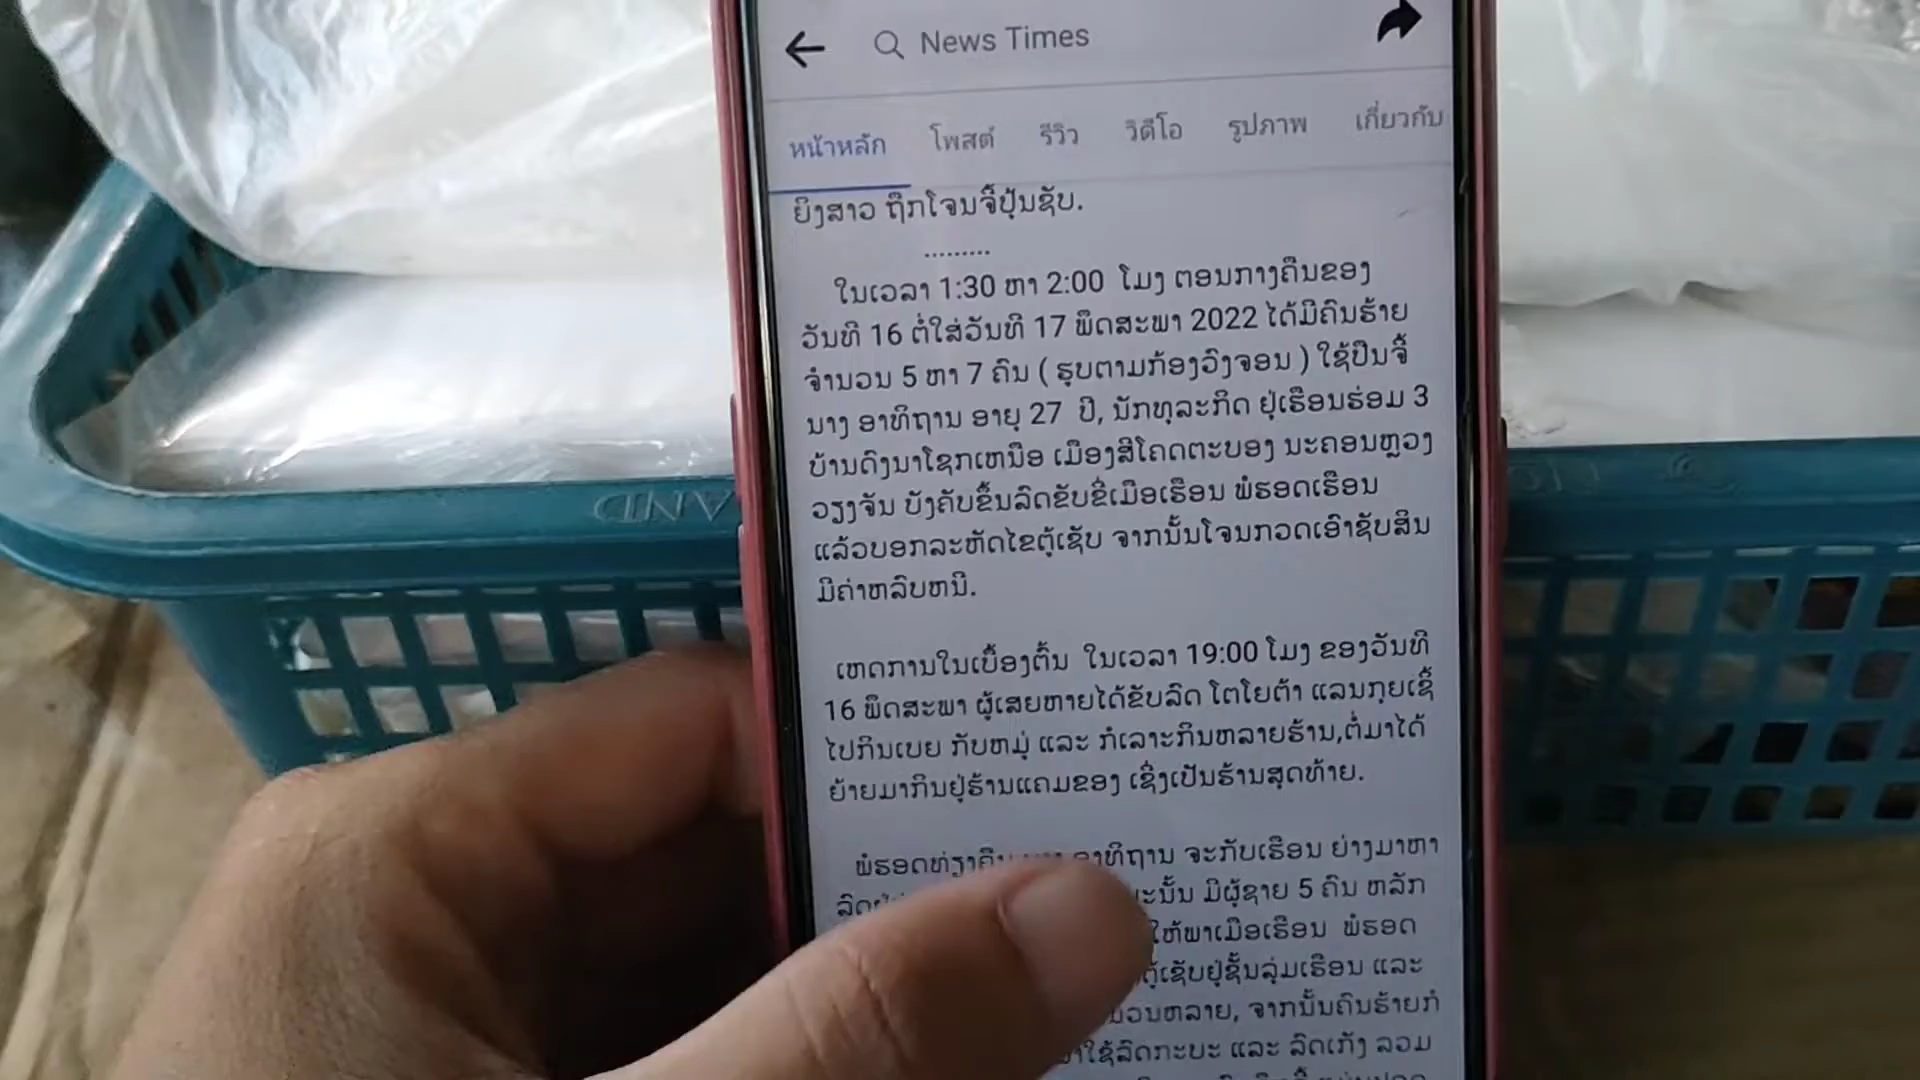 News Times
หน้าหลัก โพสต์ รีวิว วิดีโอ รูปภาพ เกี่ยวกับ
ຍິງສາວ ຖືກໂຈນຈີ້ປຸ້ນຊັບ.
.........
ໃນເວລາ 1:30 ຫາ 2:00 ໂມງ ຕອນກາງຄືນຂອງ
ວັນທີ 16 ຕໍ່ໃສ່ວັນທີ 17 ພຶດສະພາ 2022 ໄດ້ມີຄົນຮ້າຍ
ຈຳນວນ 5 ຫາ 7 ຄົນ ( ຮູບຕາມກ້ອງວົງຈອນ ) ໃຊ້ປືນຈີ້
ນາງ ອາທິຖານ ອາຍຸ 27 ປີ, ນັກທຸລະກິດ ຢູ່ເຮືອນຮ່ອມ 3
ບ້ານດົງນາໂຊກເຫນືອ ເມືອງສີໂຄດຕະບອງ ນະຄອນຫຼວງ
ວຽງຈັນ ບັງຄັບຂຶ້ນລົດຂັບຂີ່ເມືອເຮືອນ ພໍຮອດເຮືອນ
ແລ້ວບອກລະຫັດໄຂຕູ້ເຊັບ ຈາກນັ້ນໂຈນກວດເອົາຊັບສິນ
ມີຄ່າຫລົບຫນີ.
ເຫດການໃນເບື້ອງຕົ້ນ ໃນເວລາ 19:00 ໂມງ ຂອງວັນທີ
16 ພຶດສະພາ ຜູ້ເສຍຫາຍໄດ້ຂັບລົດ ໂຕໂຍຕ້າ ແລນກຸຍເຊີ້
ໄປກິນເບຍ ກັບຫມູ່ ແລະ ກໍເລາະກິນຫລາຍຮ້ານ,ຕໍ່ມາໄດ້
ຍ້າຍມາກິນຢູ່ຮ້ານແຄມຂອງ ເຊິ່ງເປັນຮ້ານສຸດທ້າຍ.
ພໍຮອດທ່ຽງຄືນ ອາທິຖານ ຈະກັບເຮືອນ ຍ່າງມາຫາ
ມີຜູ້ຊາຍ 5 ຄົນ ຫລັກ
ໃຫ້ພາເມືອເຮືອນ ພໍຮອດ
ຕູ້ເຊັບຢູ່ຊັ້ນລຸ່ມເຮືອນ ແລະ
ຈາກນັ້ນຄົນຮ້າຍກໍ
ໃຊ້ລົດກະບະ ແລະ ລົດເກັງ ລວມ